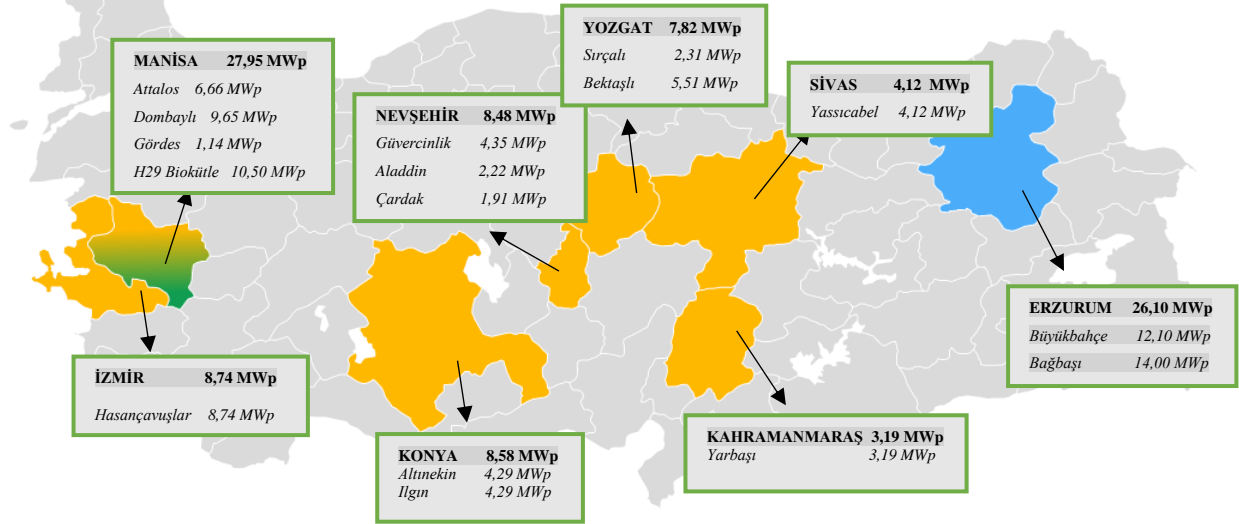 MANİSA 27,95 MWp
Attalos 6,66 MWp
Dombaylı 9,65 MWp
Gördes 1,14 MWp
H29 Biokütle 10,50 MWp
NEVŞEHİR 8,48 MWp
Güvercinlik 4,35 MWp
Aladdin 2,22 MWp
Çardak 1,91 MWp
YOZGAT 7,82 MWp
Sırçalı 2,31 MWp
Bektaşlı 5,51 MWp
SİVAS 4,12 MWp
Yassıcabel 4,12 MWp
ERZURUM 26,10 MWp
Büyükbahçe 12,10 MWp
Bağbaşı 14,00 MWp
İZMİR 8,74 MWp
Hasançavuşlar 8,74 MWp
KONYA 8,58 MWp
Altınekin 4,29 MWp
Ilgın 4,29 MWp
KAHRAMANMARAŞ 3,19 MWp
Yarbaşı 3,19 MWp